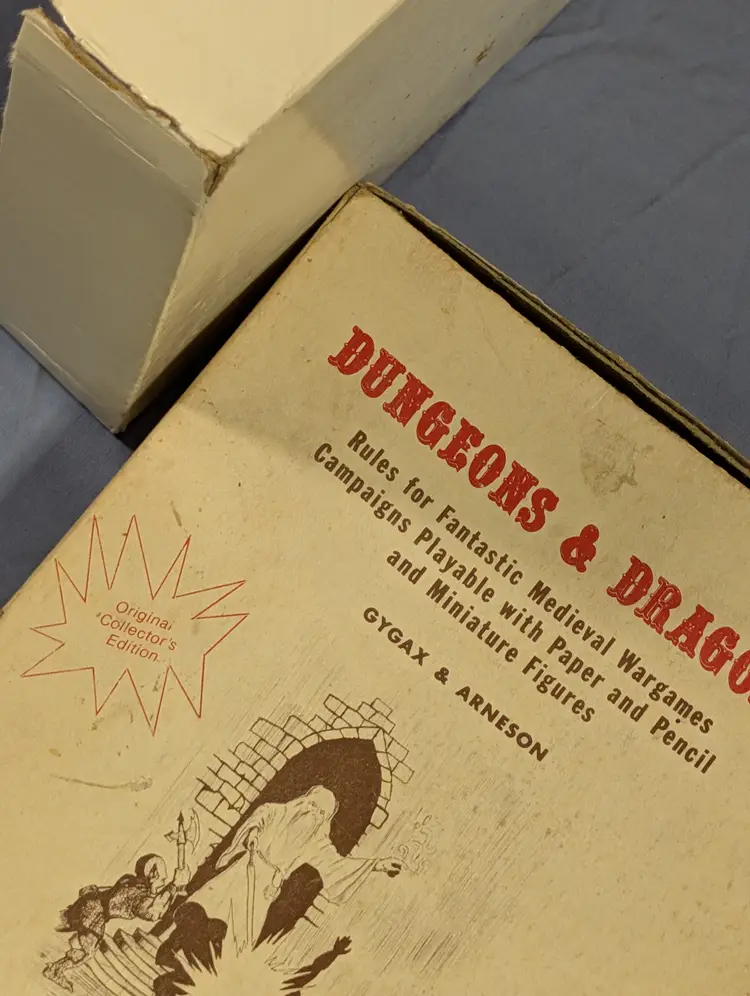 DUNGEONS & DRAGO
Rules for Fantastic Medieval Wargames
Campaigns Playable with Paper and Pencil
and Miniature Figures
GYGAX & ARNESON
Original
"Collector's
Edition